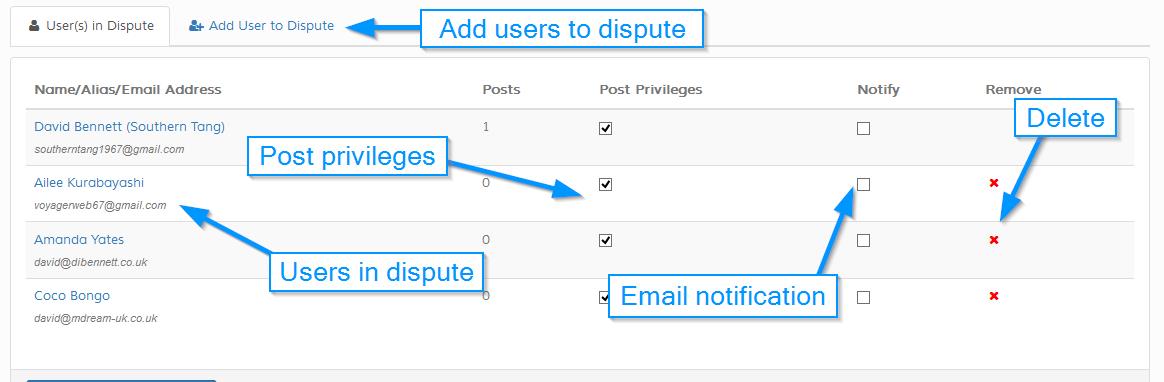 User(s) in Dispute
Add User to Dispute
Add users to dispute
Name/Alias/Email Address Posts Post Privileges Notify Remove
David Bennett (Southern Tang) 1
southerntang1967@gmail.com
Delete
Post privileges
Ailee Kurabayashi 0
voyagerweb67@gmail.com
Amanda Yates 0
david@dibennett.co.uk
Users in dispute
Coco Bongo 0
Email notification
david@mdream-uk.co.uk